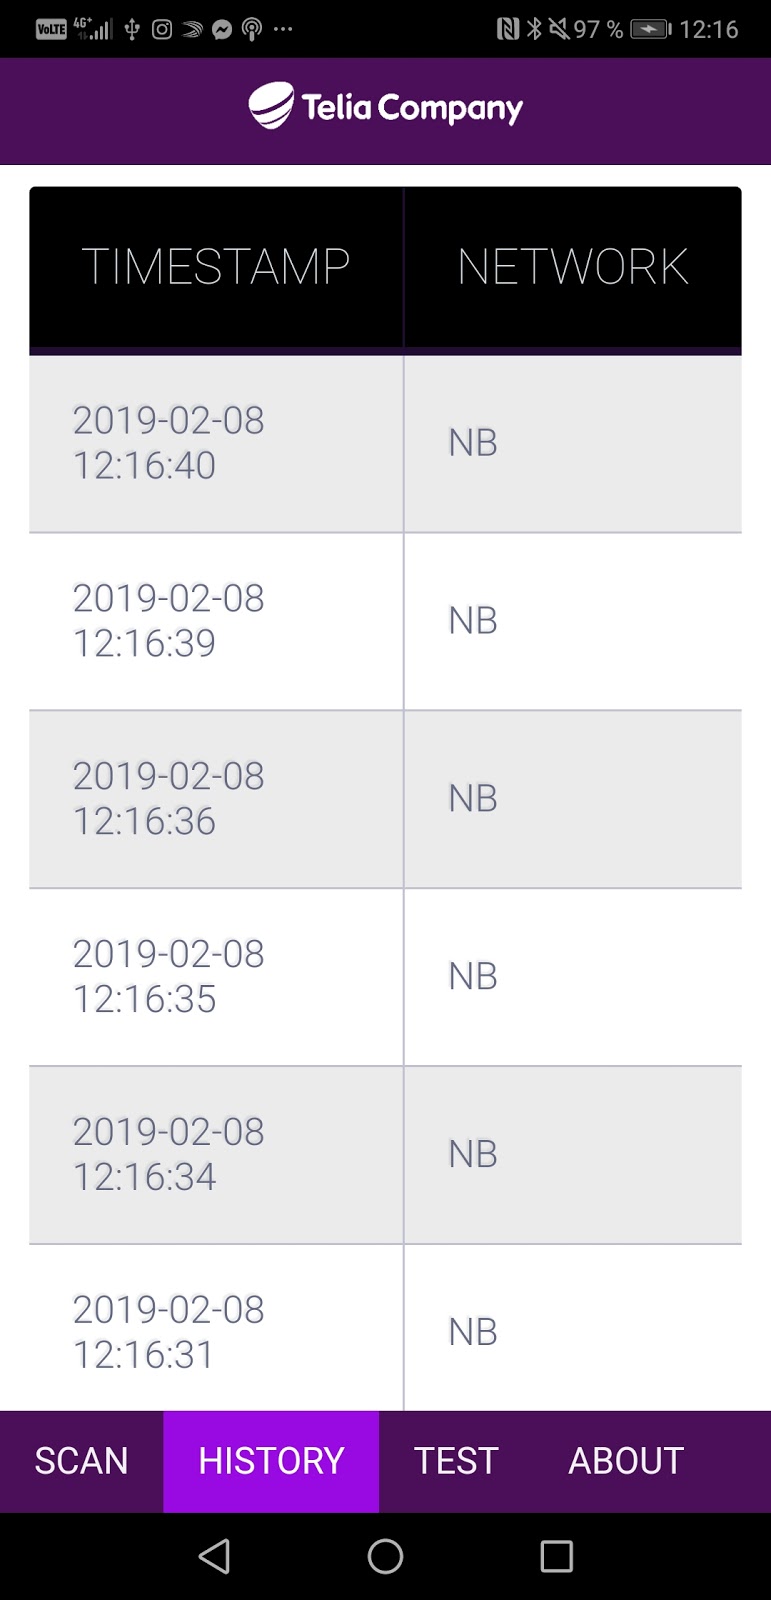 VoLTE 4G+ 97 % 12:16
Telia Company
TIMESTAMP NETWORK
2019-02-08
12:16:40
NB
2019-02-08
12:16:39
NB
2019-02-08
12:16:36
NB
2019-02-08
12:16:35
NB
2019-02-08
12:16:34
NB
2019-02-08
12:16:31
NB
SCAN HISTORY TEST ABOUT